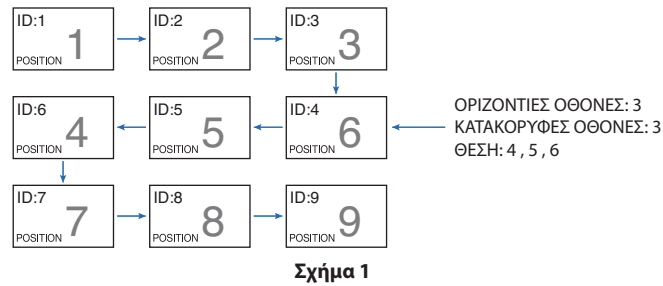 ID:1
POSITION 1
ID:2
POSITION 2
ID:3
POSITION 3
ID:6
POSITION 4
ID:5
POSITION 5
ID:4
POSITION 6
ΟΡΙΖΟΝΤΙΕΣ ΟΘΟΝΕΣ: 3
ΚΑΤΑΚΟΡΥΦΕΣ ΟΘΟΝΕΣ: 3
ΘΕΣΗ: 4 , 5 , 6
ID:7
POSITION 7
ID:8
POSITION 8
ID:9
POSITION 9
Σχήμα 1